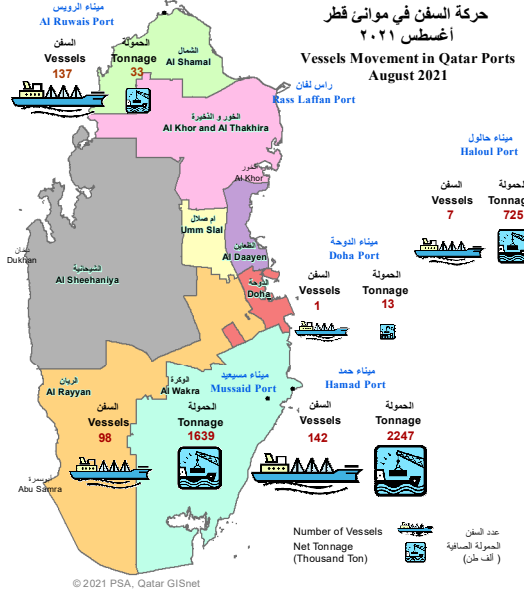 حركة السفن في موانئ قطر
أغسطس ٢٠٢١
Vessels Movement in Qatar Ports
August 2021
ميناء الرويس
Al Ruwais Port
السفن
Vessels
137
الحمولة
Tonnage
33
الشمال
Al Shamal
راس لفان
Rass Laffan Port
الخور و الذخيرة
Al Khor and Al Thakhira
الخور
Al Khor
ميناء حالول
Haloul Port
السفن
Vessels
7
الحمولة
Tonnag
725
ام صلال
Umm Slal
الظعاين
Al Daayen
دخان
Dukhan
الشيحانية
Al Sheehaniya
ميناء الدوحة
Doha Port
الدوحة
Doha
السفن
Vessels
1
الحمولة
Tonnage
13
الريان
Al Rayyan
الوكرة
Al Wakra
ميناء مسيعيد
Mussaid Port
السفن
Vessels
98
الحمولة
Tonnage
1639
ميناء حمد
Hamad Port
السفن
Vessels
142
الحمولة
Tonnage
2247
ابوسمرة
Abu Samra
Number of Vessels
عدد السفن
Net Tonnage
(Thousand Ton)
الحمولة الصافية
( ألف طن)
© 2021 PSA, Qatar GISnet